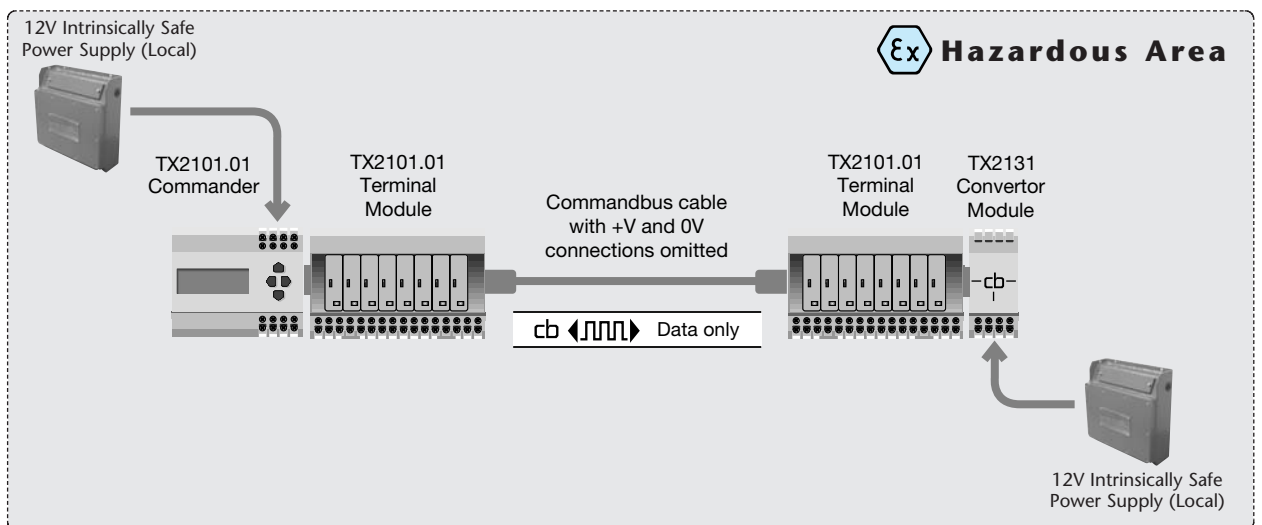 12V Intrinsically Safe
Power Supply (Local)
Ex Hazardous Area
TX2101.01
Commander
TX2101.01
Terminal
Module
Commandbus cable
with +V and 0V
connections omitted
TX2101.01
Terminal
Module
TX2131
Convertor
Module
cb
cb Data only
12V Intrinsically Safe
Power Supply (Local)